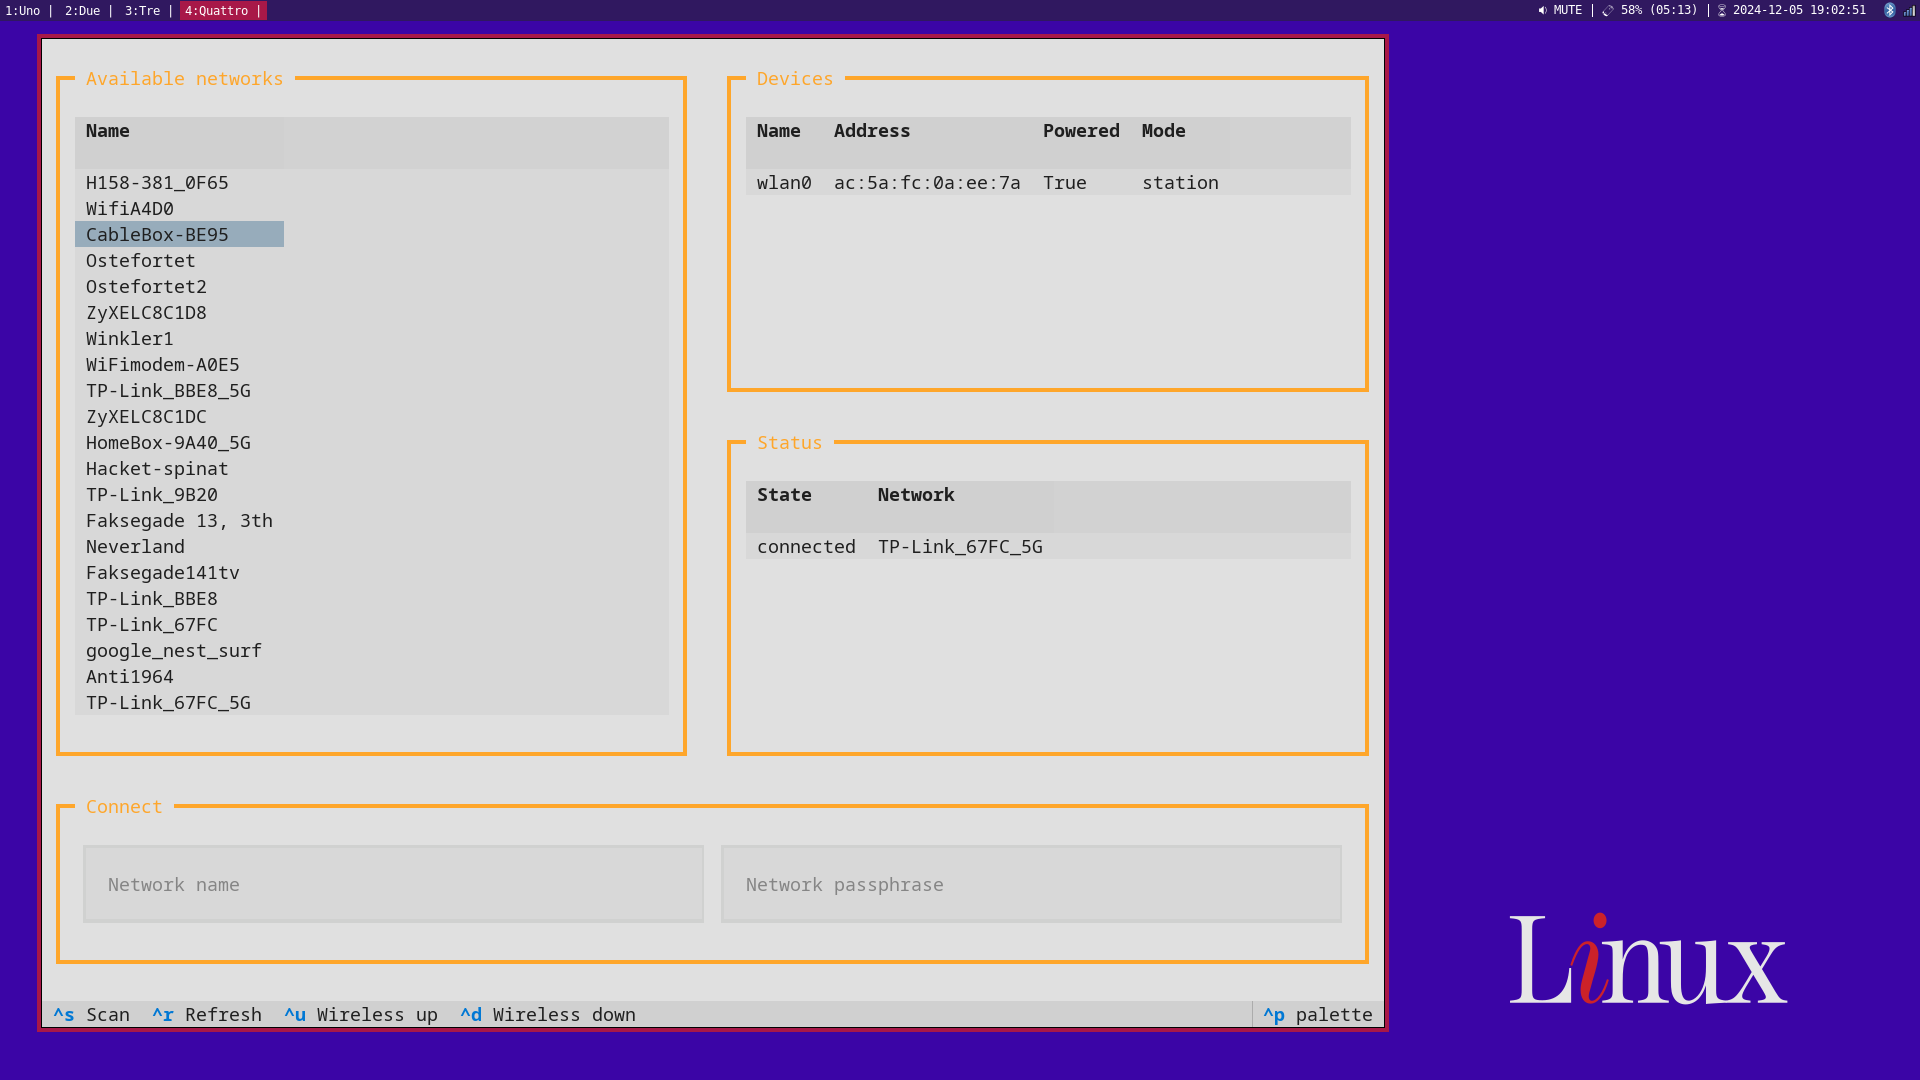 1:Uno | 2:Due | 3:Tre | 4:Quattro |
MUTE | 58% (05:13) | 2024-12-05 19:02:51
Available networks
Name
H158-381_0F65
WifiA4D0
CableBox-BE95
Ostefortet
Ostefortet2
ZyXELC8C1D8
Winkler1
WiFimodem-A0E5
TP-Link_BBE8_5G
ZyXELC8C1DC
HomeBox-9A40_5G
Hacket-spinat
TP-Link_9B20
Faksegade 13, 3th
Neverland
Faksegade141tv
TP-Link_BBE8
TP-Link_67FC
google_nest_surf
Anti1964
TP-Link_67FC_5G
Devices
Name Address Powered Mode
wlan0 ac:5a:fc:0a:ee:7a True station
Status
State Network
connected TP-Link_67FC_5G
Connect
Network name
Network passphrase
^s Scan ^r Refresh ^u Wireless up ^d Wireless down ^p palette
Linux